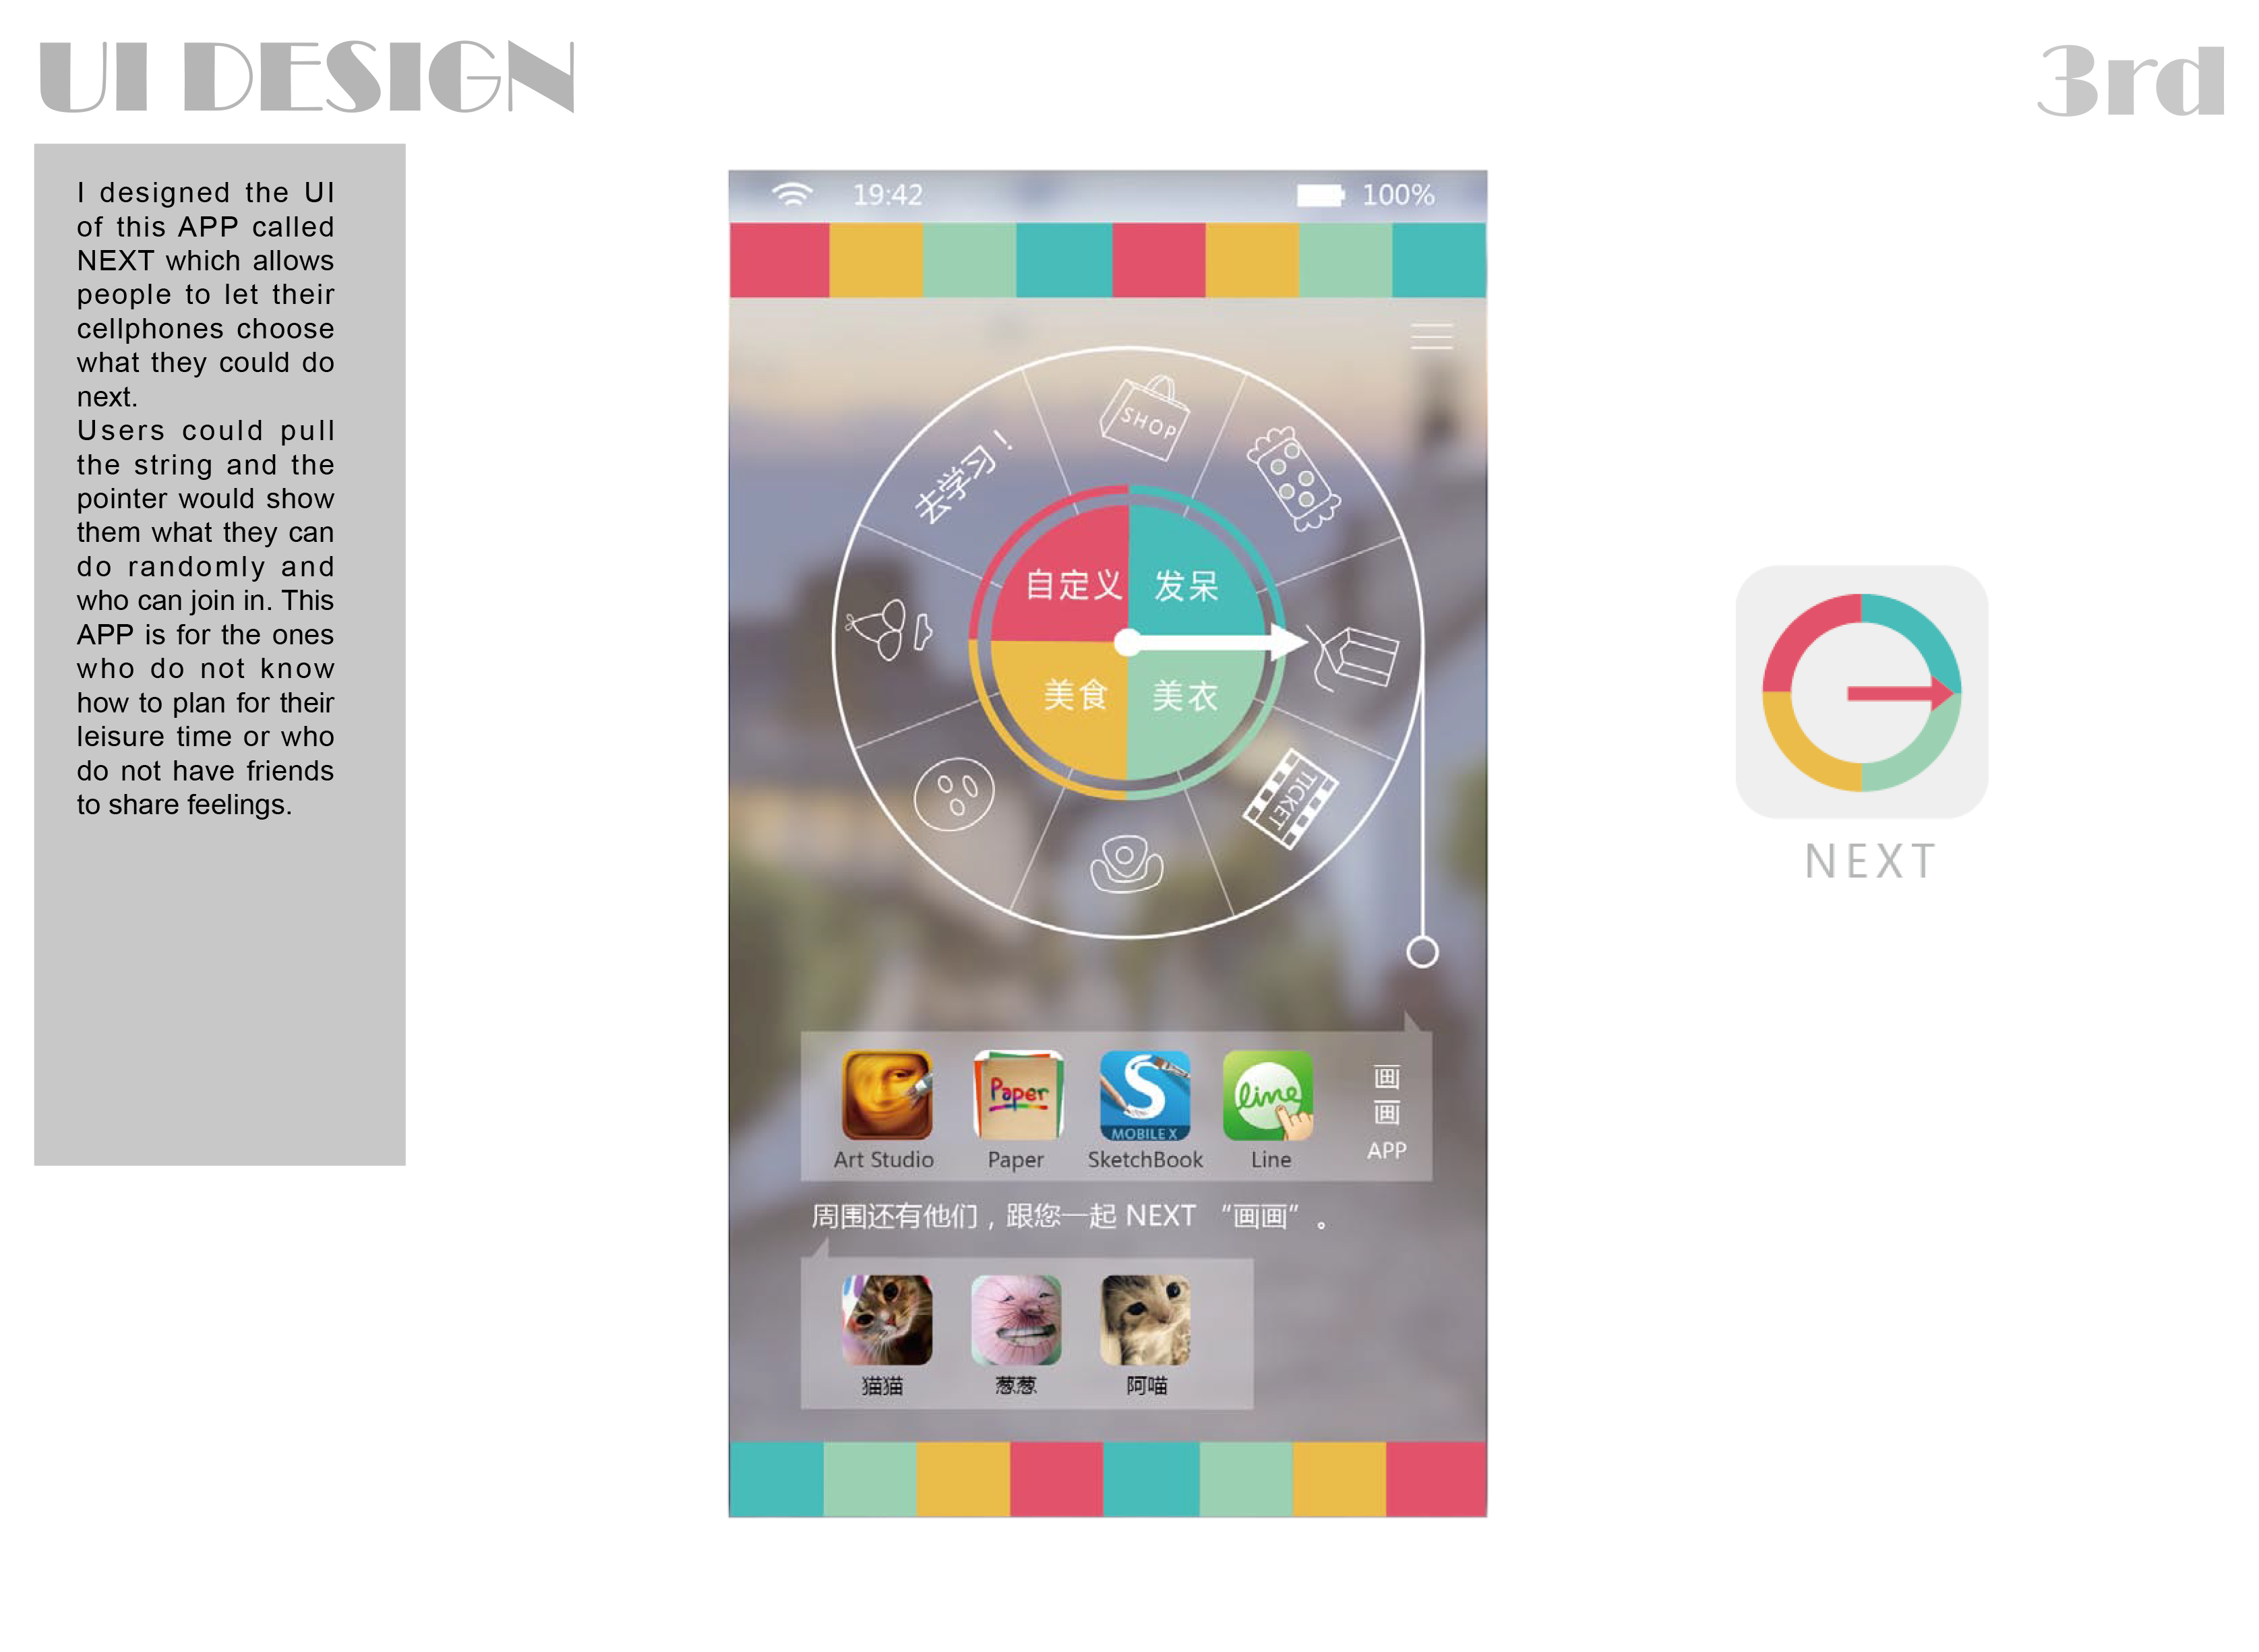 UI DESIGN
3rd
I designed the UI
of this APP called
NEXT which allows
people to let their
cellphones choose
what they could do
next.
Users could pull
the string and the
pointer would show
them what they can
do randomly and
who can join in. This
APP is for the ones
who do not know
how to plan for their
leisure time or who
do not have friends
to share feelings.
19:42
100%
SHOP
去学习！
自定义
发呆
美食
美衣
TICKET
Paper
MOBILE X
line
Art Studio
Paper
SketchBook
Line
画
画
APP
周围还有他们，跟您一起 NEXT “画画”。
猫猫
葱葱
阿喵
NEXT